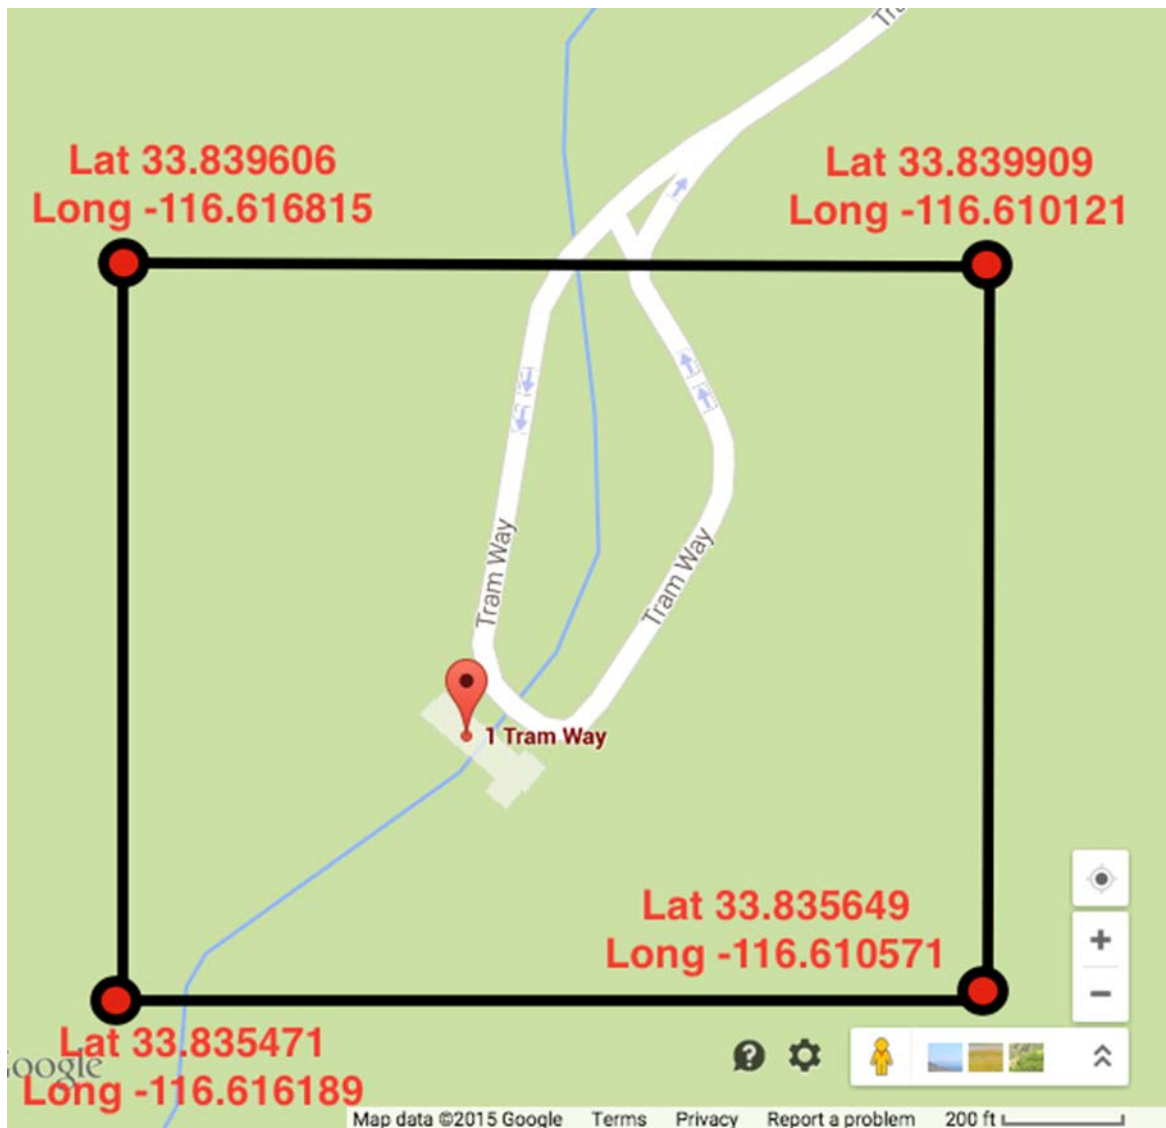 Tra
Lat 33.839606
Long -116.616815
Lat 33.839909
Long -116.610121
Tram Way
Tram Way
1 Tram Way
Lat 33.835649
Long -116.610571
Lat 33.835471
Long -116.616189
Google
Map data ©2015 Google Terms Privacy Report a problem 200 ft